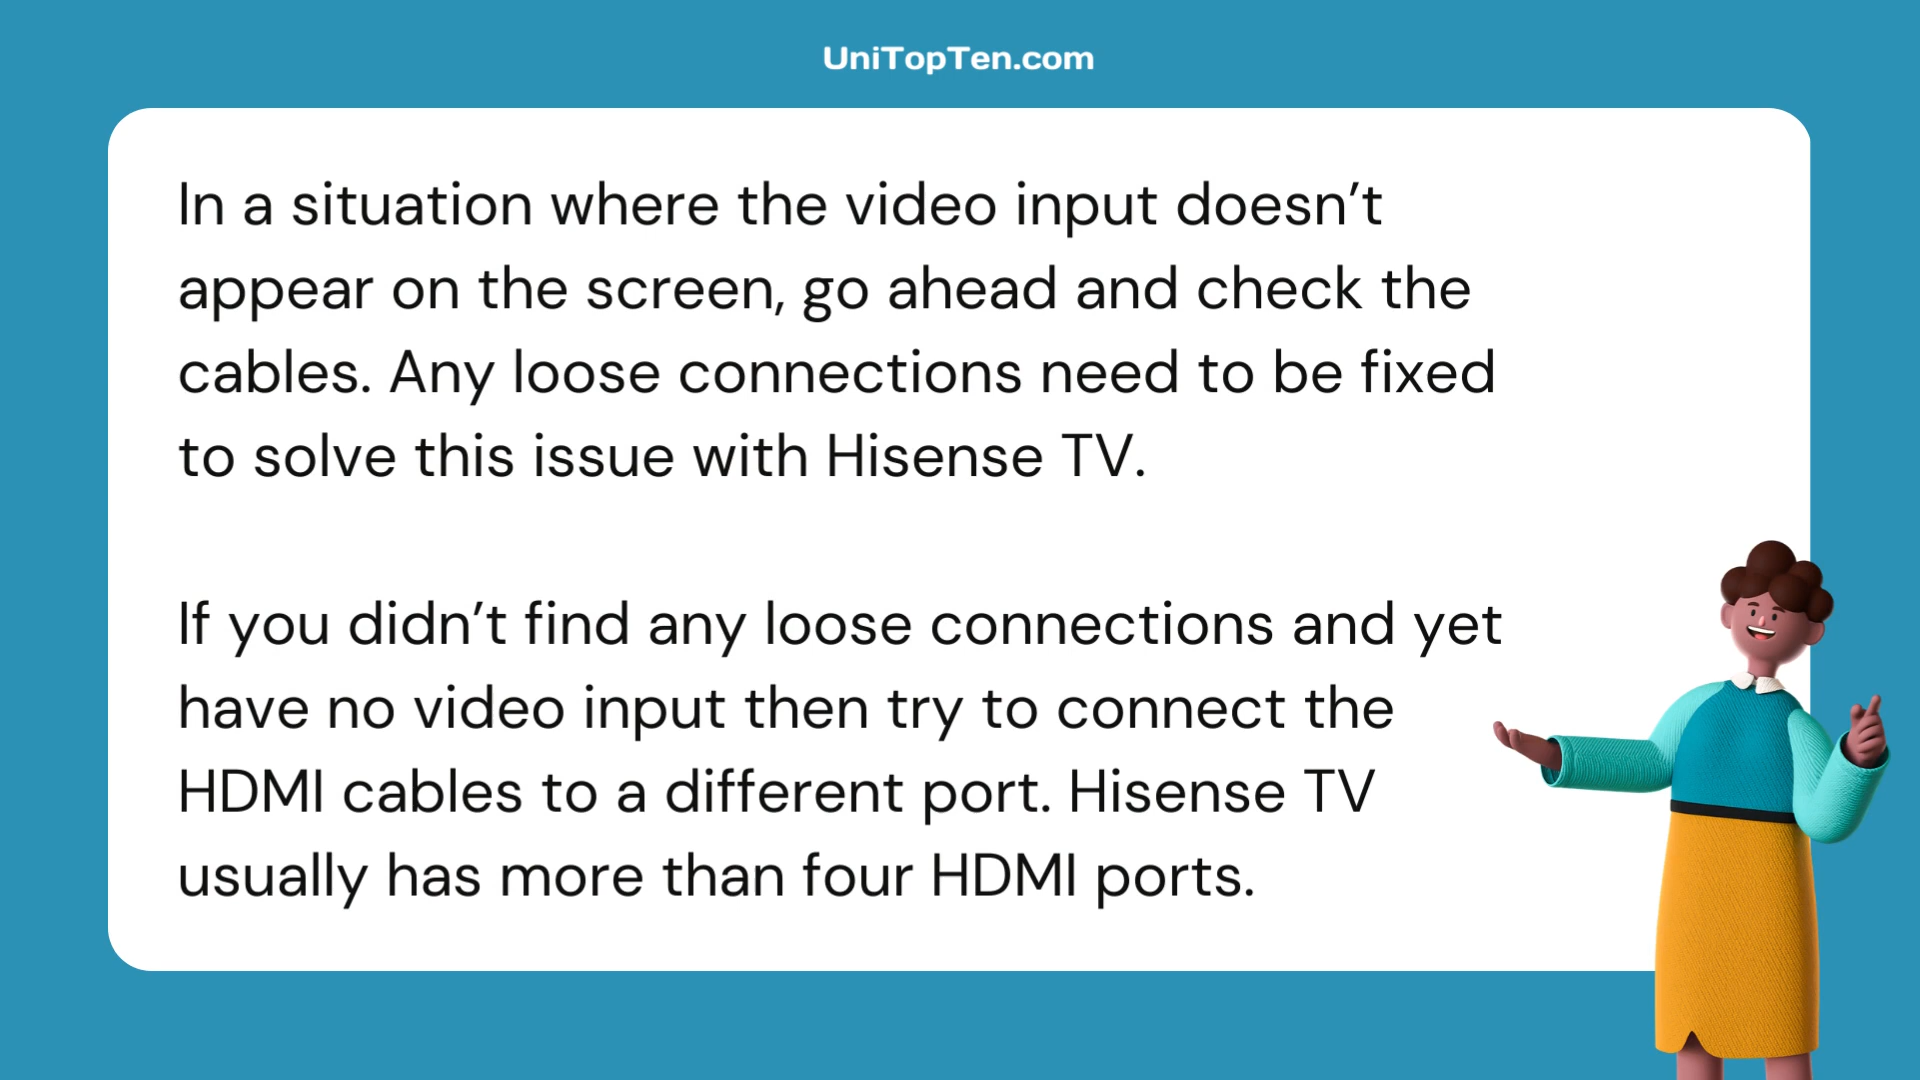 UniTopTen.com
In a situation where the video input doesn’t
appear on the screen, go ahead and check the
cables. Any loose connections need to be fixed
to solve this issue with Hisense TV.
If you didn’t find any loose connections and yet
have no video input then try to connect the
HDMI cables to a different port. Hisense TV
usually has more than four HDMI ports.